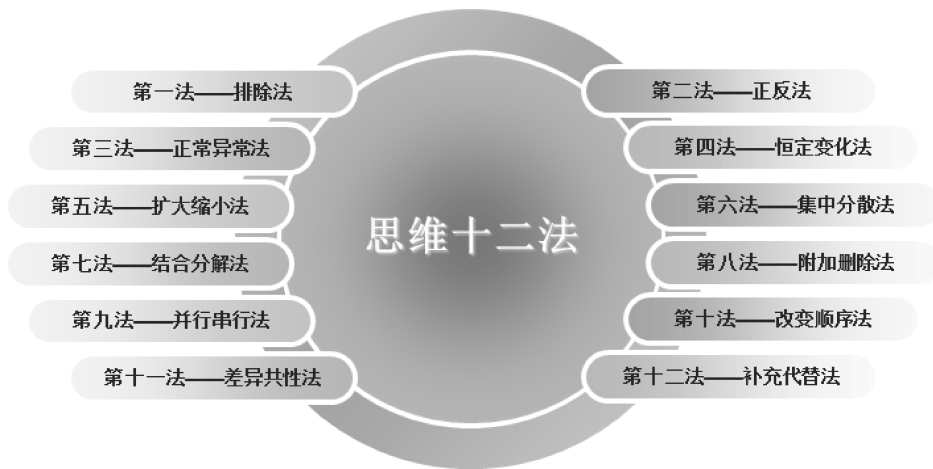 第一法——排除法
第二法——正反法
第三法——正常异常法
第四法——恒定变化法
第五法——扩大缩小法
第六法——集中分散法
思维十二法
第七法——结合分解法
第八法——附加删除法
第九法——并行串行法
第十法——改变顺序法
第十一法——差异共性法
第十二法——补充代替法